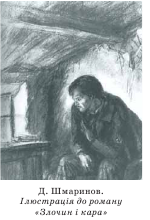 Д. Шмаринов.
Ілюстрація до роману
«Злочин і кара»